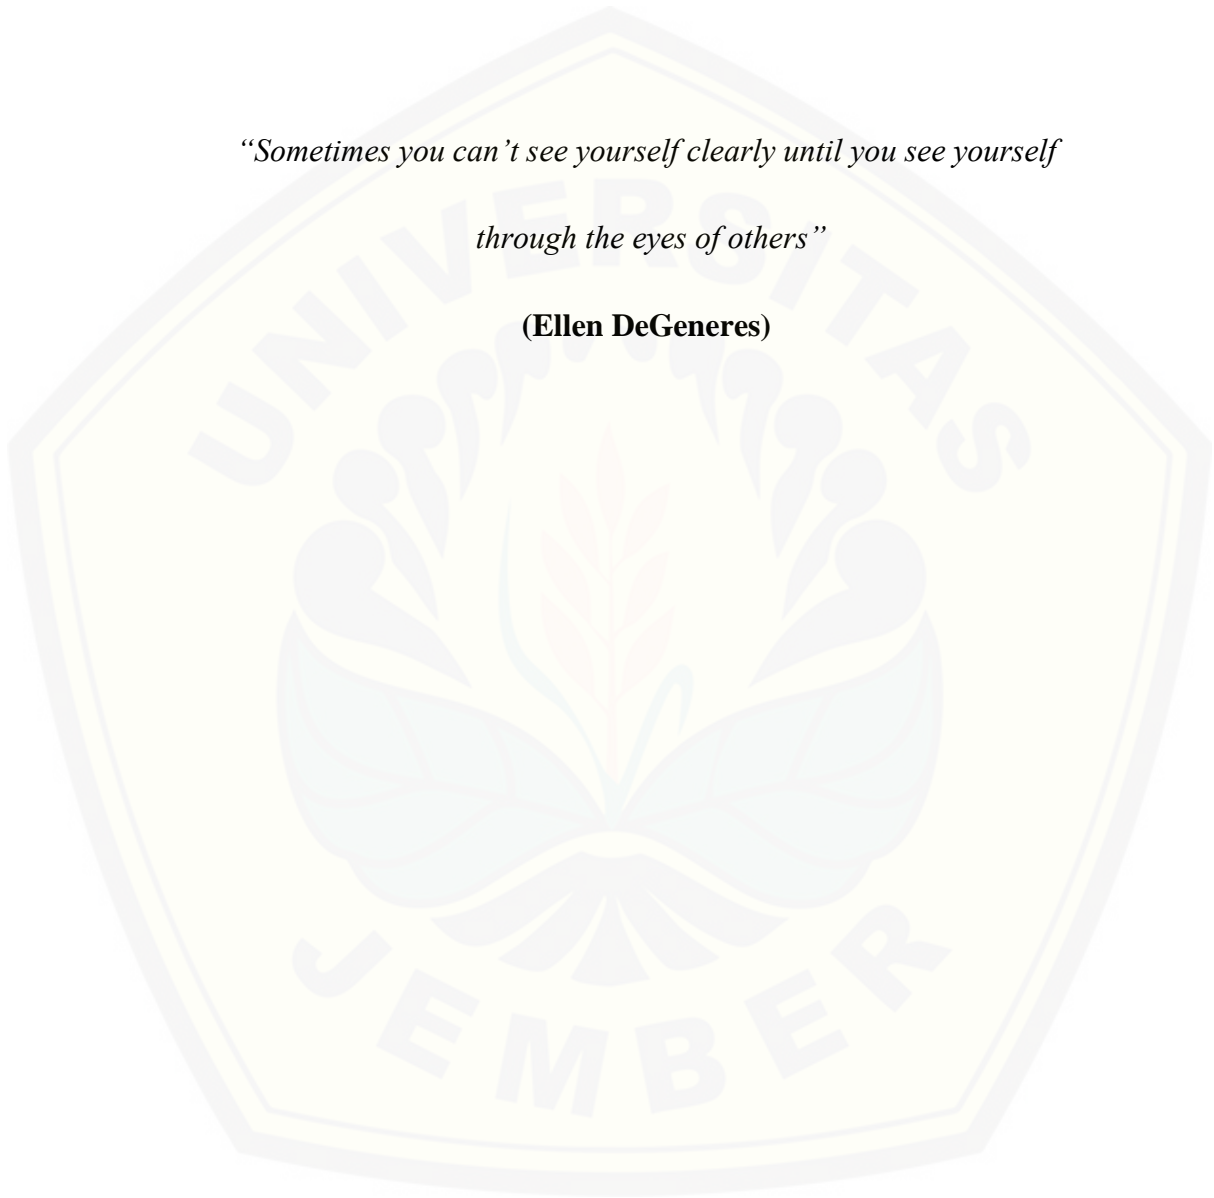 “Sometimes you can’t see yourself clearly until you see yourself
through the eyes of others”
(Ellen DeGeneres)
UNIVERSITAS
JEMBER